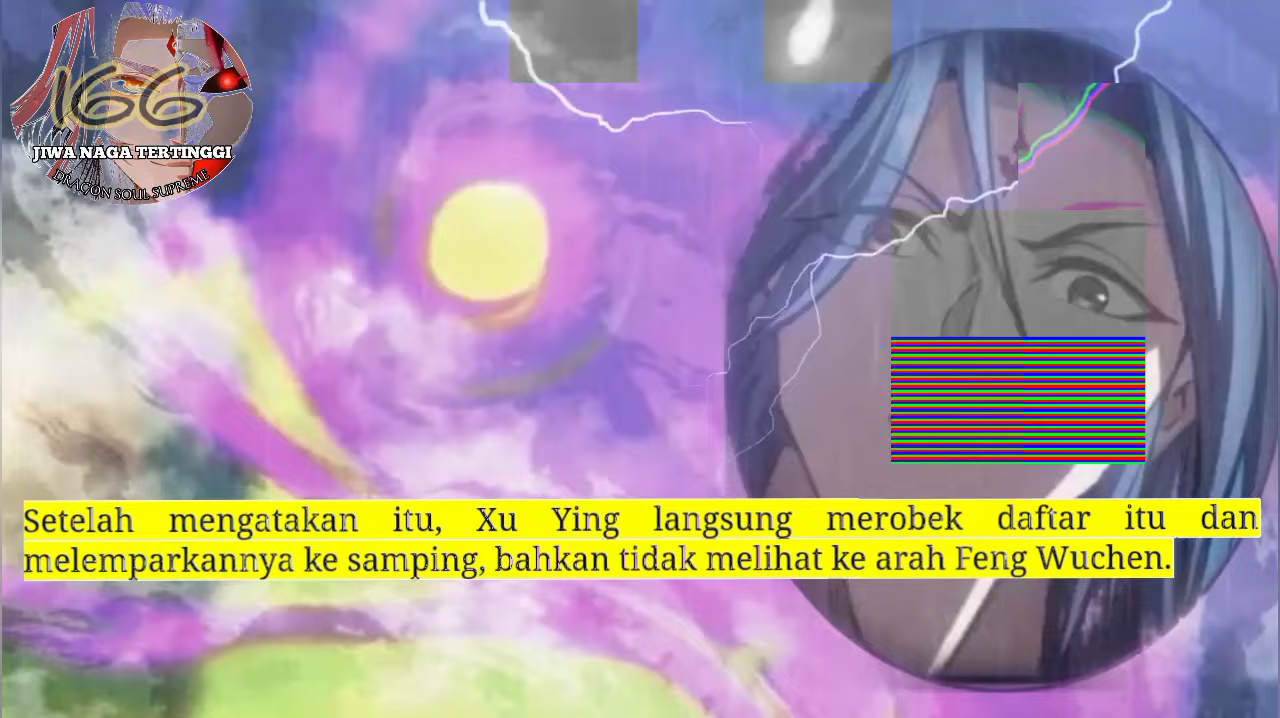 166
JIWA NAGA TERTINGGI
DRAGON SOUL SUPREME
Setelah mengatakan itu, Xu Ying langsung merobek daftar itu dan
melemparkannya ke samping, bahkan tidak melihat ke arah Feng Wuchen.